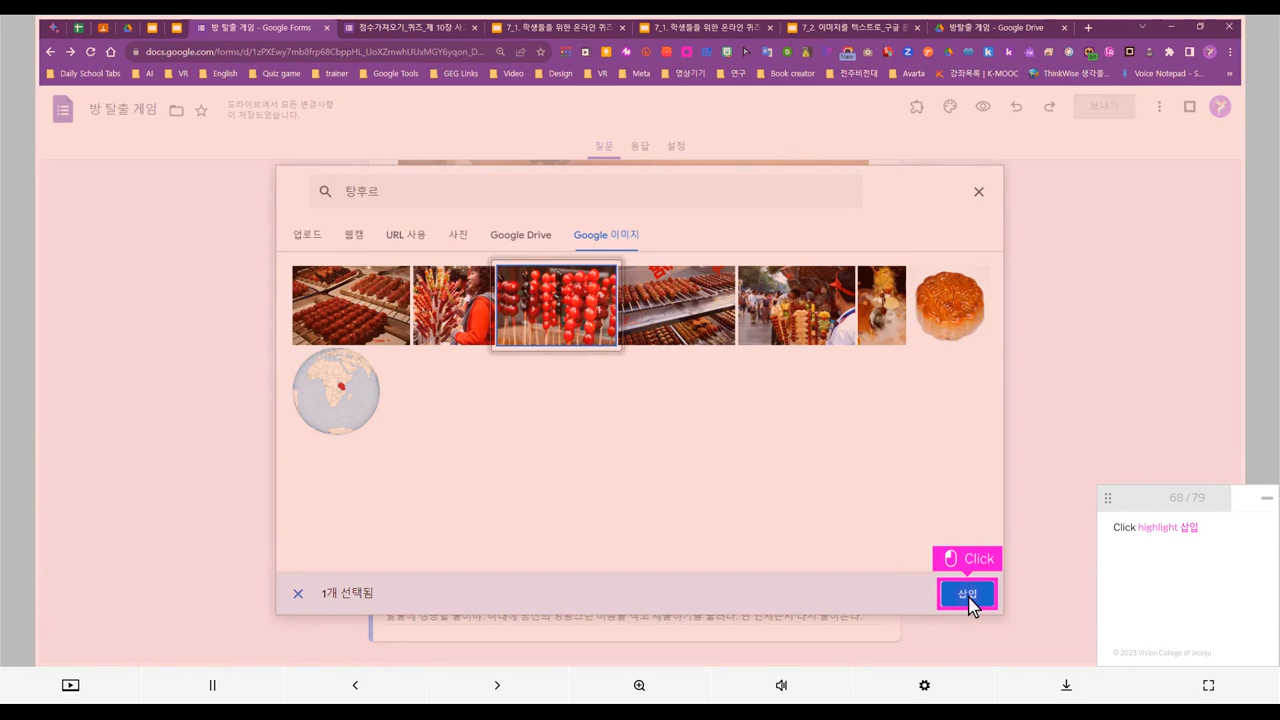 방 탈출 게임 - Google Forms
점수가져오기_퀴즈_제 10장 사
7_1. 학생들을 위한 온라인 퀴즈
7_1. 학생들을 위한 온라인 퀴즈
7_2. 이미지를 텍스트로_구글 문
방탈출 게임 - Google Drive
Daily School Tabs
AI
VR
English
Quiz game
trainer
Google Tools
GEG Links
Video
Design
VR
Meta
영상기기
연구
Book creator
전주비전대
Avarta
강좌목록 | K-MOOC
ThinkWise 생각을...
Voice Notepad - S...
방 탈출 게임
드라이브에서 모든 변경사항
이 저장되었습니다.
보내기
질문
응답
설정
탕후르
업로드
웹캠
URL 사용
사진
Google Drive
Google 이미지
Click
1개 선택됨
삽입
68 / 79
Click highlight 삽입
© 2023 Vision College of Jeonju